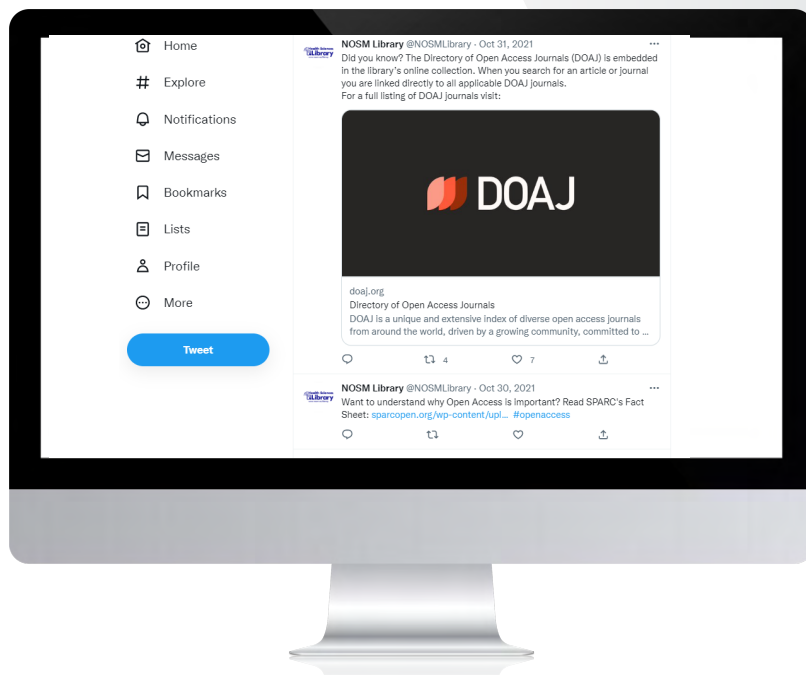 Home
Explore
Notifications
Messages
Bookmarks
Lists
Profile
More
Tweet
Health Sciences
Library
NOSM Library @NOSMLibrary · Oct 31, 2021
Did you know? The Directory of Open Access Journals (DOAJ) is embedded
in the library's online collection. When you search for an article or journal
you are linked directly to all applicable DOAJ journals.
For a full listing of DOAJ journals visit:
DOAJ
doaj.org
Directory of Open Access Journals
DOAJ is a unique and extensive index of diverse open access journals
from around the world, driven by a growing community, committed to ...
4
7
Library
NOSM Library @NOSMLibrary · Oct 30, 2021
Want to understand why Open Access is Important? Read SPARC's Fact
Sheet: sparcopen.org/wp-content/upl... #openaccess